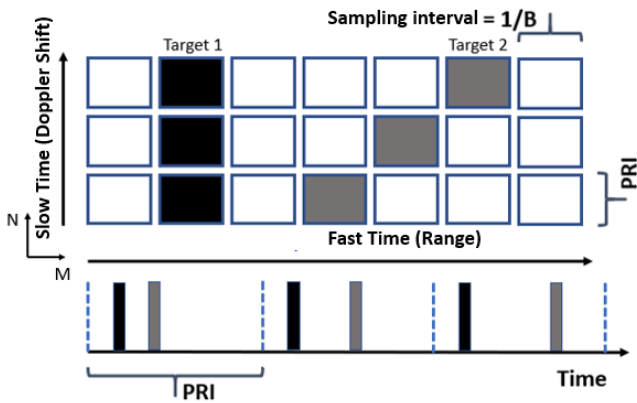 Sampling interval = 1/B
Target 1
Target 2
Slow Time (Doppler Shift)
PRI
N
M
Fast Time (Range)
Time
PRI